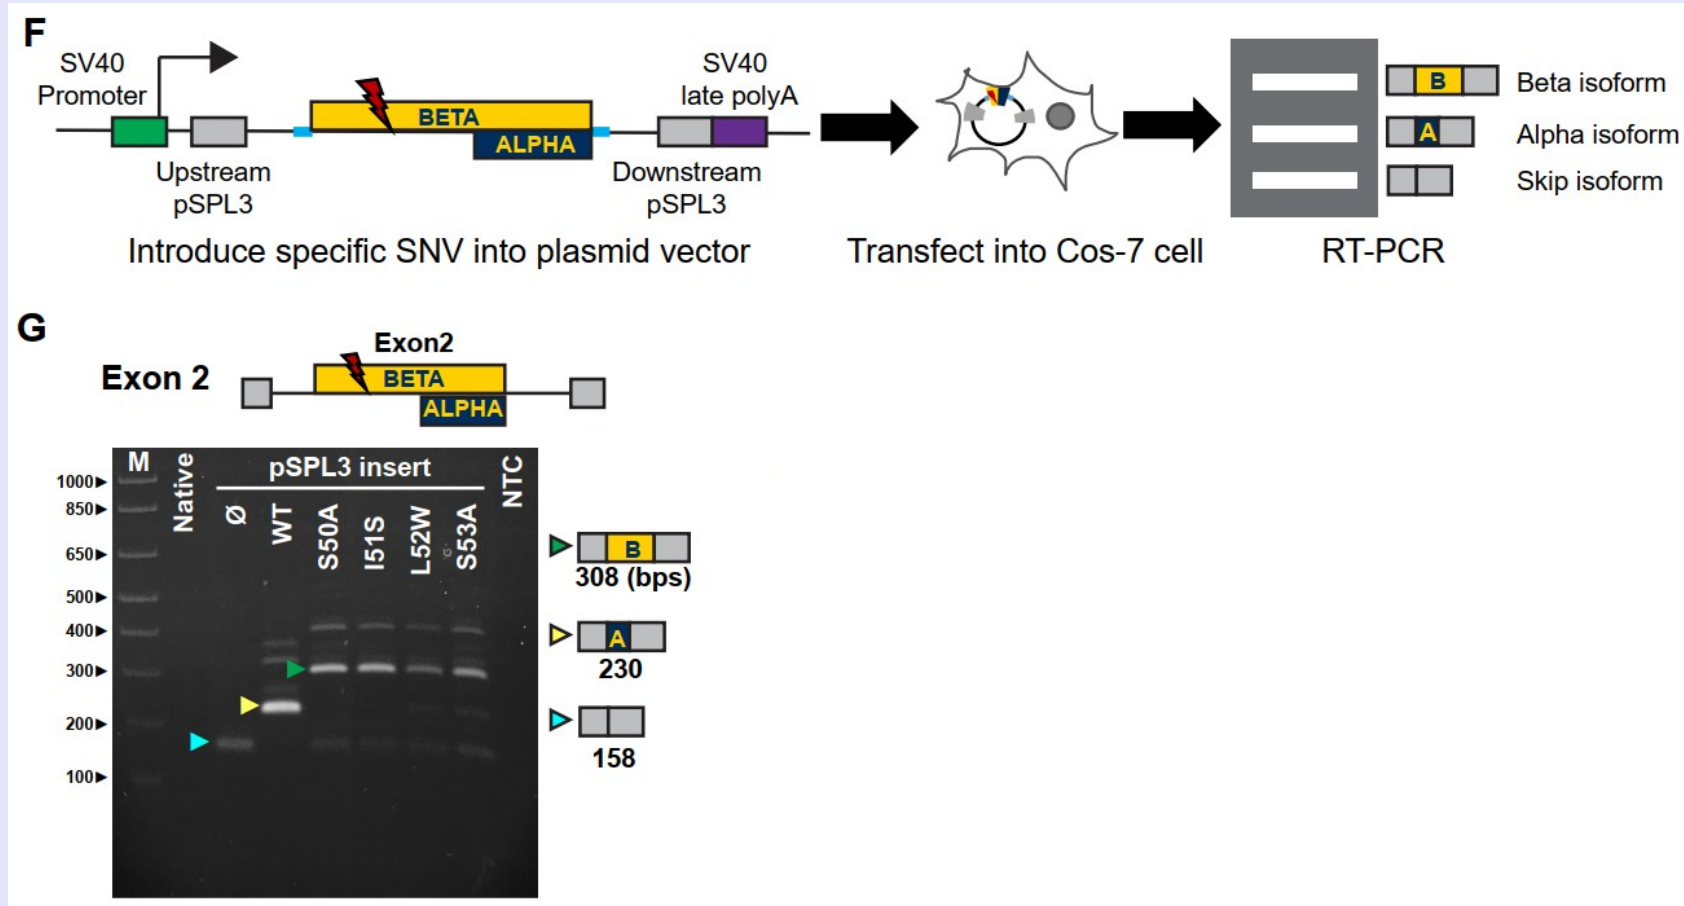 F
SV40
Promoter
SV40
late polyA
BETA
ALPHA
Upstream
pSPL3
Downstream
pSPL3
Introduce specific SNV into plasmid vector
Transfect into Cos-7 cell
B
Beta isoform
A
Alpha isoform
Skip isoform
RT-PCR
G
Exon 2
Exon2
BETA
ALPHA
M
Native
pSPL3 insert
Ø
WT
S50A
I51S
L52W
S53A
NTC
1000
850
650
500
400
300
200
100
B
308 (bps)
A
230
158